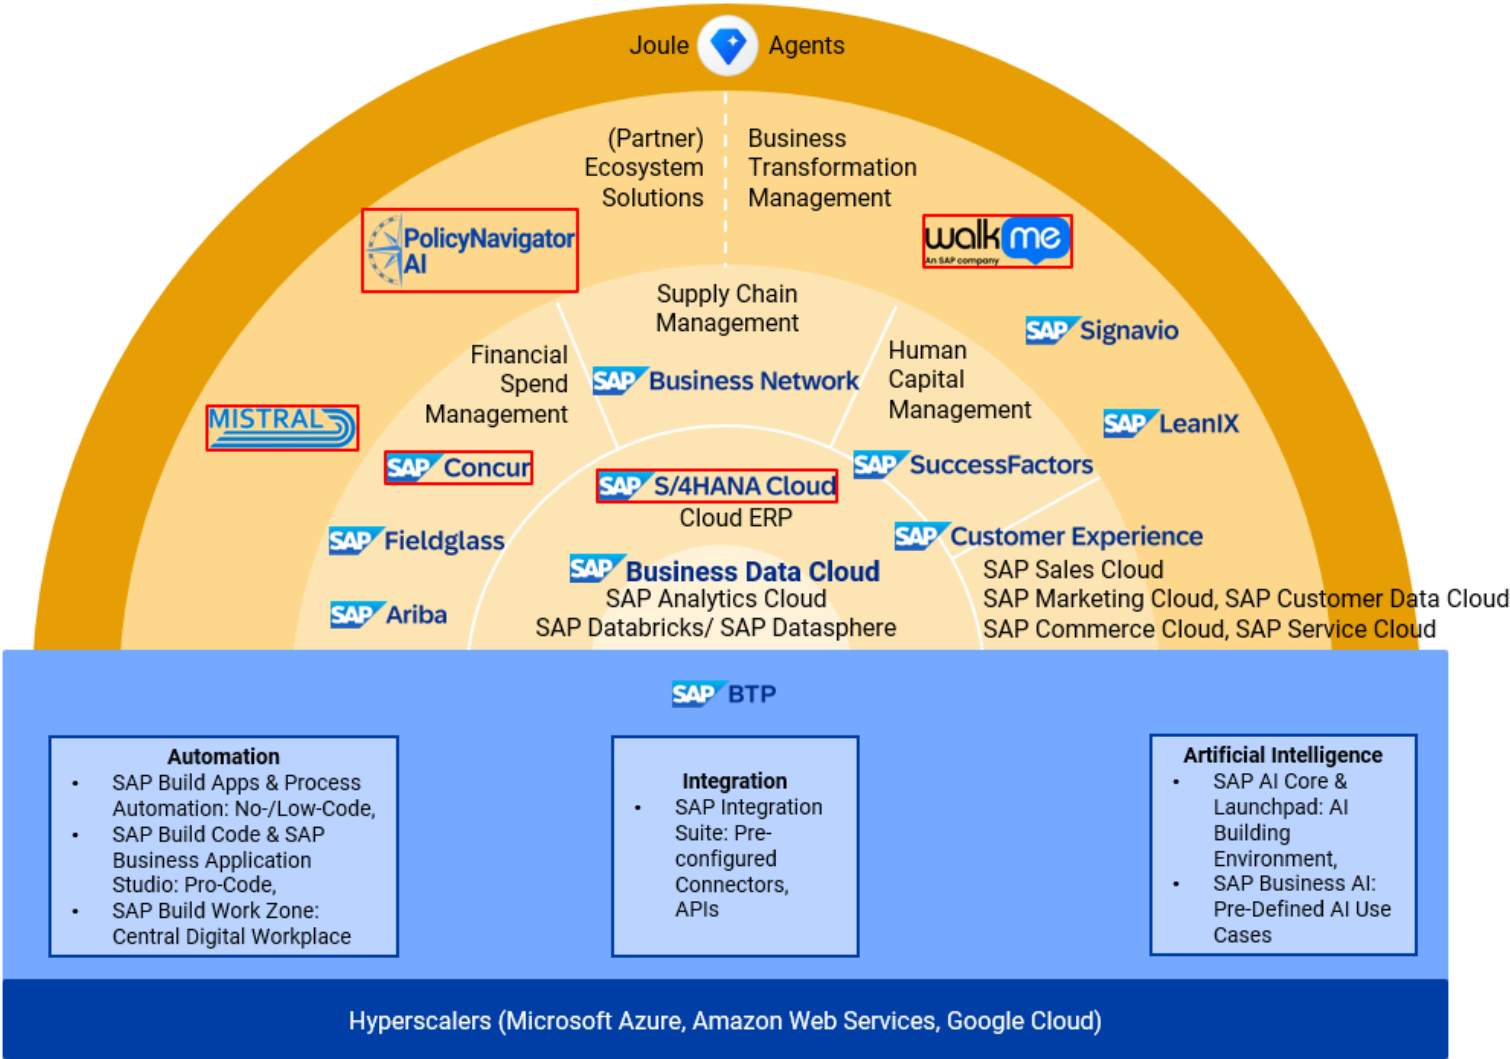 Joule Agents
(Partner)
Ecosystem
Solutions
Business
Transformation
Management
PolicyNavigator
AI
walkme
An SAP company
Supply Chain
Management
SAP Signavio
Financial
Spend
Management
SAP Business Network
Human
Capital
Management
MISTRAL
SAP LeanIX
SAP Concur
SAP S/4HANA Cloud
Cloud ERP
SAP SuccessFactors
SAP Fieldglass
SAP Customer Experience
SAP Sales Cloud
SAP Marketing Cloud, SAP Customer Data Cloud
SAP Commerce Cloud, SAP Service Cloud
SAP Business Data Cloud
SAP Analytics Cloud
SAP Databricks/ SAP Datasphere
SAP Ariba
SAP BTP
Automation
• SAP Build Apps & Process
Automation: No-/Low-Code,
• SAP Build Code & SAP
Business Application
Studio: Pro-Code,
• SAP Build Work Zone:
Central Digital Workplace
Integration
• SAP Integration
Suite: Pre-
configured
Connectors,
APIs
Artificial Intelligence
• SAP AI Core &
Launchpad: AI
Building
Environment,
• SAP Business AI:
Pre-Defined AI Use
Cases
Hyperscalers (Microsoft Azure, Amazon Web Services, Google Cloud)